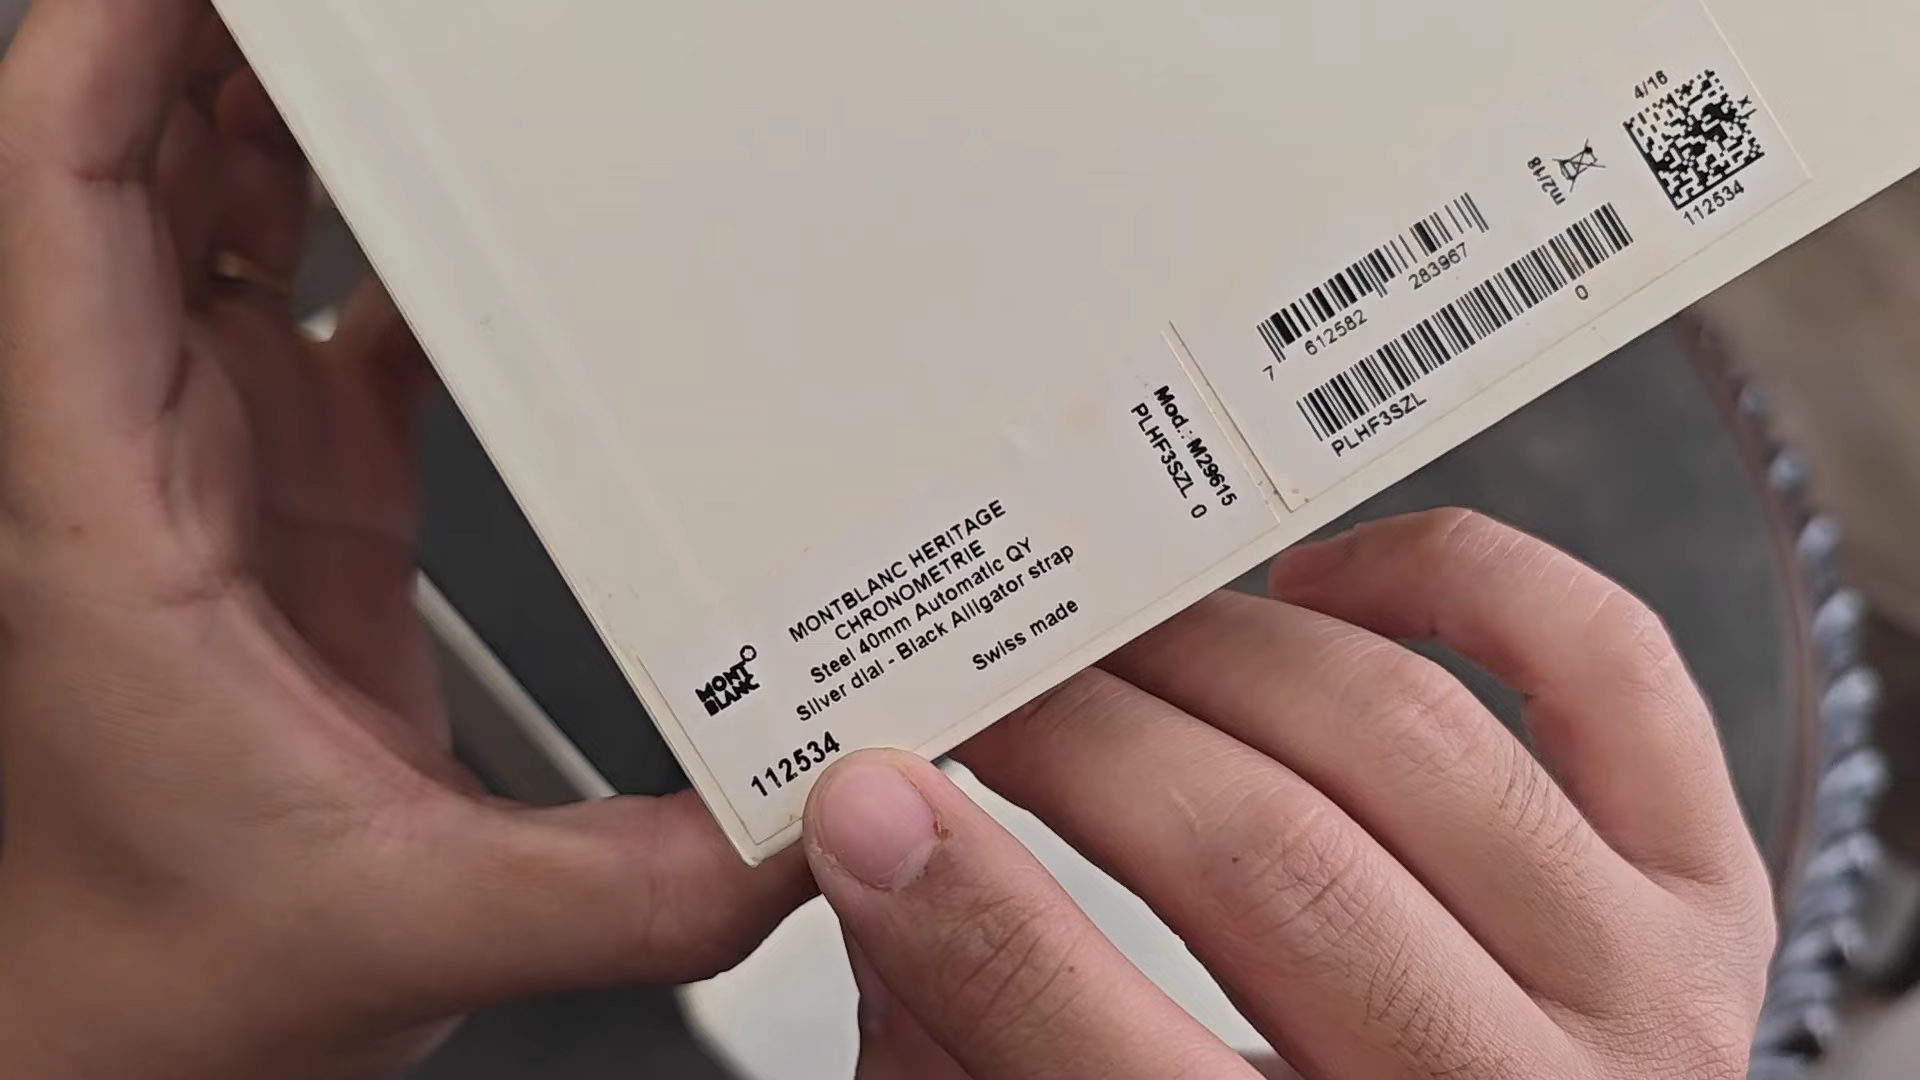 MONT
BLANC
MONTBLANC HERITAGE
CHRONOMETRIE
Steel 40mm Automatic QY
Silver dial - Black Alligator strap
Swiss made
112534
Mod.: M29615
PLHF3SZL 0
7 612582 283967
PLHF3SZL 0
m2/18
4/16
112534